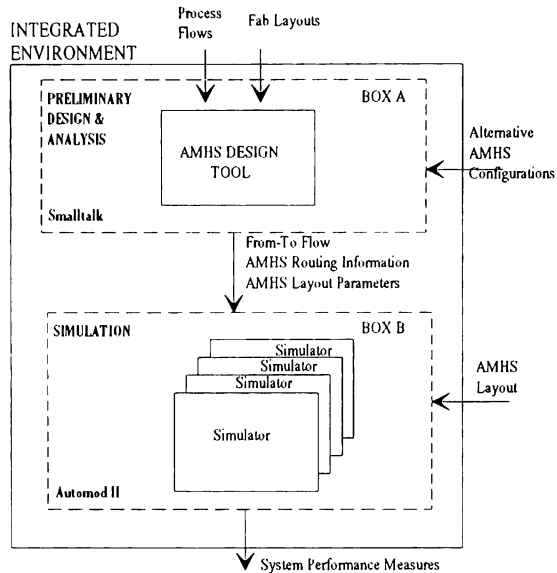 INTEGRATED
ENVIRONMENT
Process
Flows
Fab Layouts
PRELIMINARY
DESIGN &
ANALYSIS
BOX A
AMHS DESIGN
TOOL
Smalltalk
Alternative
AMHS
Configurations
From-To Flow
AMHS Routing Information
AMHS Layout Parameters
SIMULATION
BOX B
Simulator
Simulator
Simulator
Simulator
Automod II
AMHS
Layout
System Performance Measures